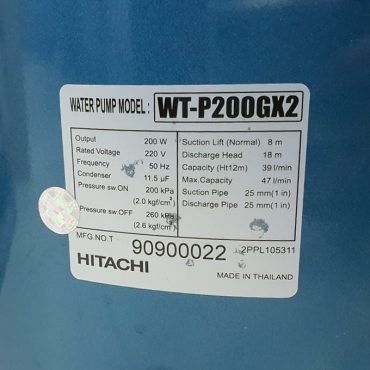 WATER PUMP MODEL : WT-P200GX2
Output 200 W
Rated Voltage 220 V
Frequency 50 Hz
Condenser 11.5 µF
Pressure sw.ON 200 kPa
(2.0 kgf/cm²)
Pressure sw.OFF 260 kPa
(2.6 kgf/cm²)
Suction Lift (Normal) 8 m
Discharge Head 18 m
Capacity (Ht12m) 39 l/min
Max.Capacity 47 l/min
Suction Pipe 25 mm(1 in)
Discharge Pipe 25 mm(1 in)
MFG.NO.T 90900022 2PPL105311
HITACHI MADE IN THAILAND